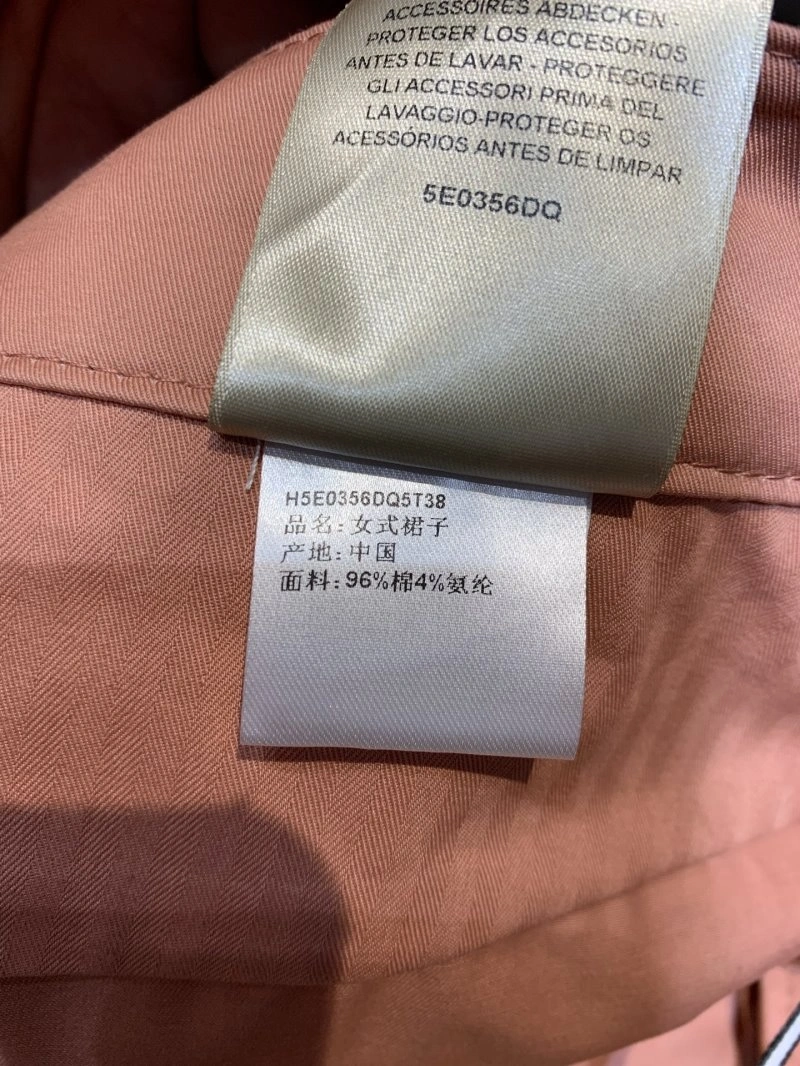 ACCESSOIRES ABDECKEN -
PROTEGER LOS ACCESORIOS
ANTES DE LAVAR - PROTEGGERE
GLI ACCESSORI PRIMA DEL
LAVAGGIO-PROTEGER OS
ACESSÓRIOS ANTES DE LIMPAR
5E0356DQ
H5E0356DQ5T38
品名:女式裙子
产地:中国
面料:96%棉4%氨纶